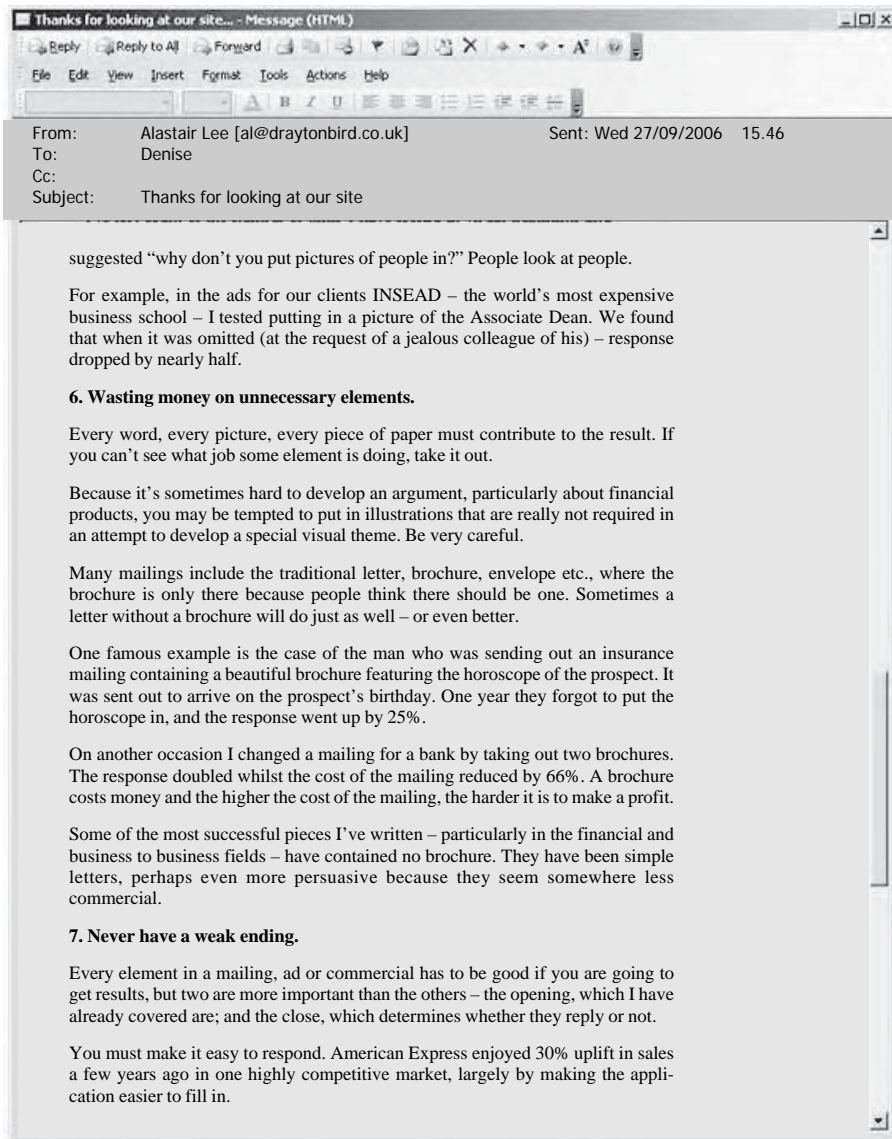 Thanks for looking at our site... - Message (HTML)
Reply Reply to All Forward
File Edit View Insert Format Tools Actions Help
A B I U
From: Alastair Lee [al@draytonbird.co.uk] Sent: Wed 27/09/2006 15.46
To: Denise
Cc:
Subject: Thanks for looking at our site
suggested “why don’t you put pictures of people in?” People look at people.
For example, in the ads for our clients INSEAD – the world’s most expensive
business school – I tested putting in a picture of the Associate Dean. We found
that when it was omitted (at the request of a jealous colleague of his) – response
dropped by nearly half.
6. Wasting money on unnecessary elements.
Every word, every picture, every piece of paper must contribute to the result. If
you can’t see what job some element is doing, take it out.
Because it’s sometimes hard to develop an argument, particularly about financial
products, you may be tempted to put in illustrations that are really not required in
an attempt to develop a special visual theme. Be very careful.
Many mailings include the traditional letter, brochure, envelope etc., where the
brochure is only there because people think there should be one. Sometimes a
letter without a brochure will do just as well – or even better.
One famous example is the case of the man who was sending out an insurance
mailing containing a beautiful brochure featuring the horoscope of the prospect. It
was sent out to arrive on the prospect’s birthday. One year they forgot to put the
horoscope in, and the response went up by 25%.
On another occasion I changed a mailing for a bank by taking out two brochures.
The response doubled whilst the cost of the mailing reduced by 66%. A brochure
costs money and the higher the cost of the mailing, the harder it is to make a profit.
Some of the most successful pieces I’ve written – particularly in the financial and
business to business fields – have contained no brochure. They have been simple
letters, perhaps even more persuasive because they seem somewhere less
commercial.
7. Never have a weak ending.
Every element in a mailing, ad or commercial has to be good if you are going to
get results, but two are more important than the others – the opening, which I have
already covered are; and the close, which determines whether they reply or not.
You must make it easy to respond. American Express enjoyed 30% uplift in sales
a few years ago in one highly competitive market, largely by making the appli-
cation easier to fill in.